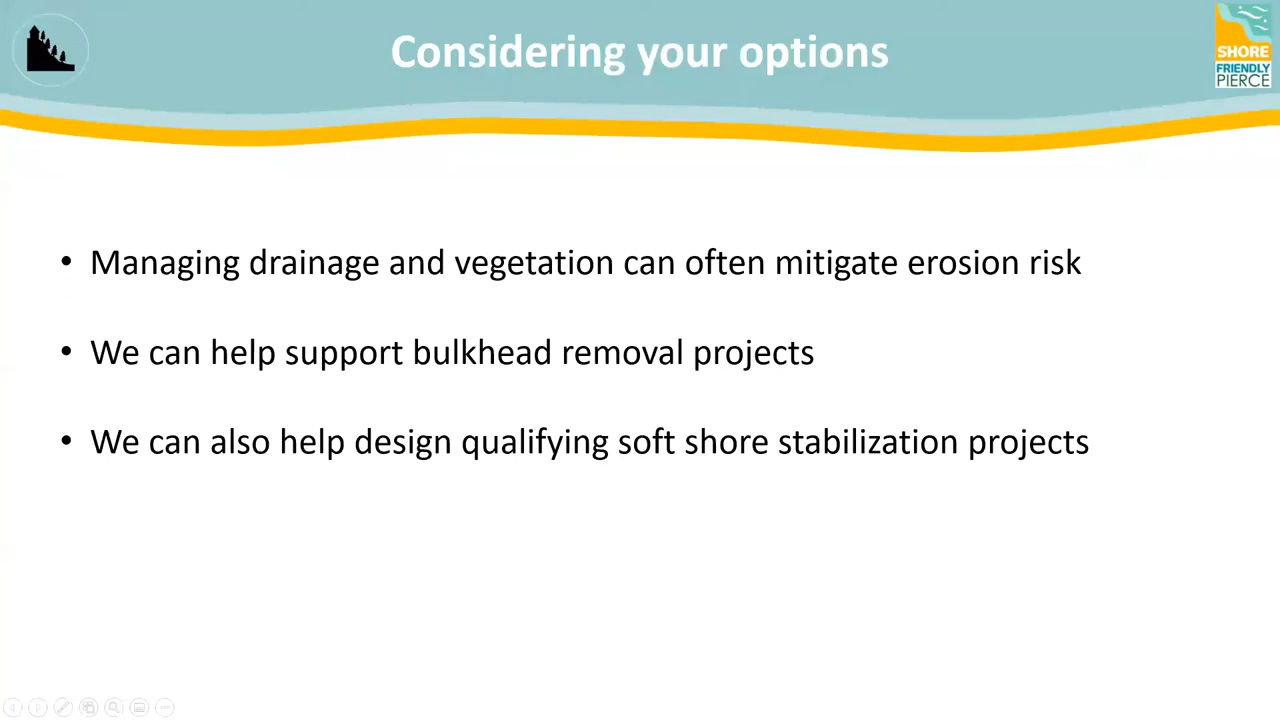 Considering your options
SHORE
FRIENDLY
PIERCE
• Managing drainage and vegetation can often mitigate erosion risk
• We can help support bulkhead removal projects
• We can also help design qualifying soft shore stabilization projects